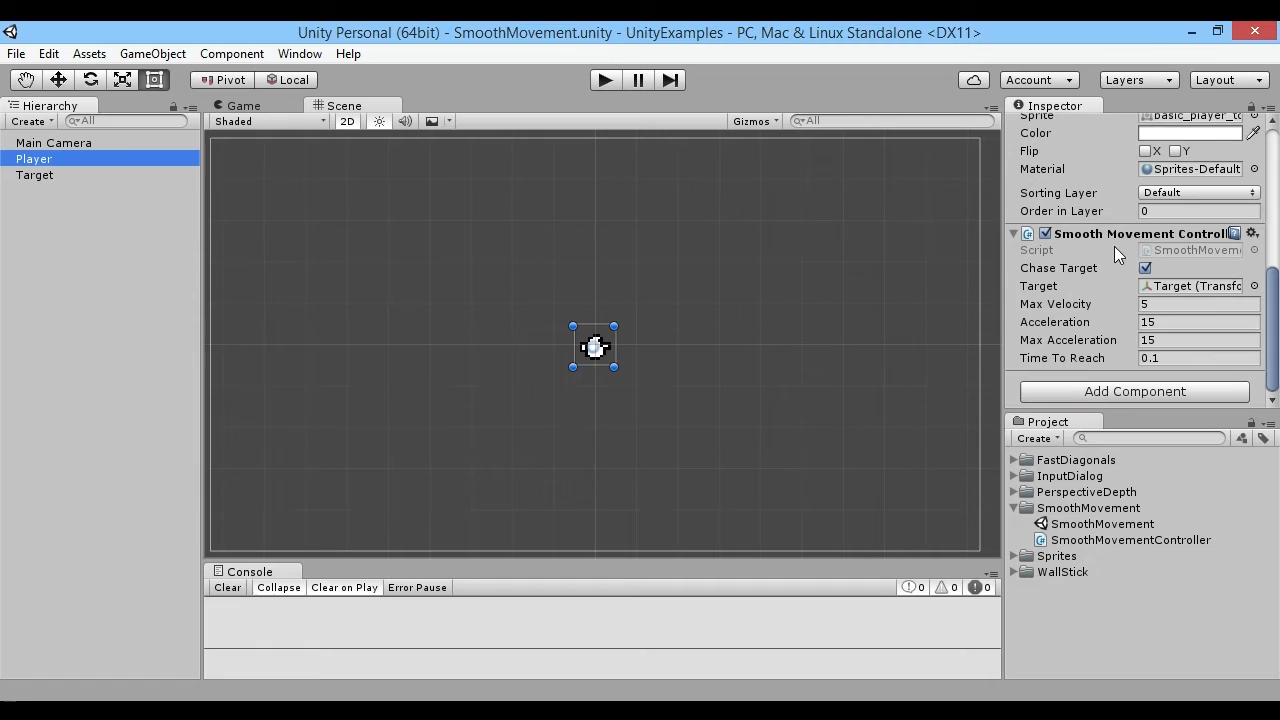 Unity Personal (64bit) - SmoothMovement.unity - UnityExamples - PC, Mac & Linux Standalone <DX11>
File Edit Assets GameObject Component Window Help
Pivot Local Account Layers Layout
Hierarchy
Create All
Main Camera
Player
Target
Game Scene
Shaded 2D Gizmos All
Inspector
Sprite basic_player_to
Color
Flip X Y
Material Sprites-Default
Sorting Layer Default
Order in Layer 0
Smooth Movement Controll
Script SmoothMovem
Chase Target
Target Target (Transfo
Max Velocity 5
Acceleration 15
Max Acceleration 15
Time To Reach 0.1
Add Component
Project
Create
FastDiagonals
InputDialog
PerspectiveDepth
SmoothMovement
SmoothMovement
SmoothMovementController
Sprites
WallStick
Console
Clear Collapse Clear on Play Error Pause 0 0 0